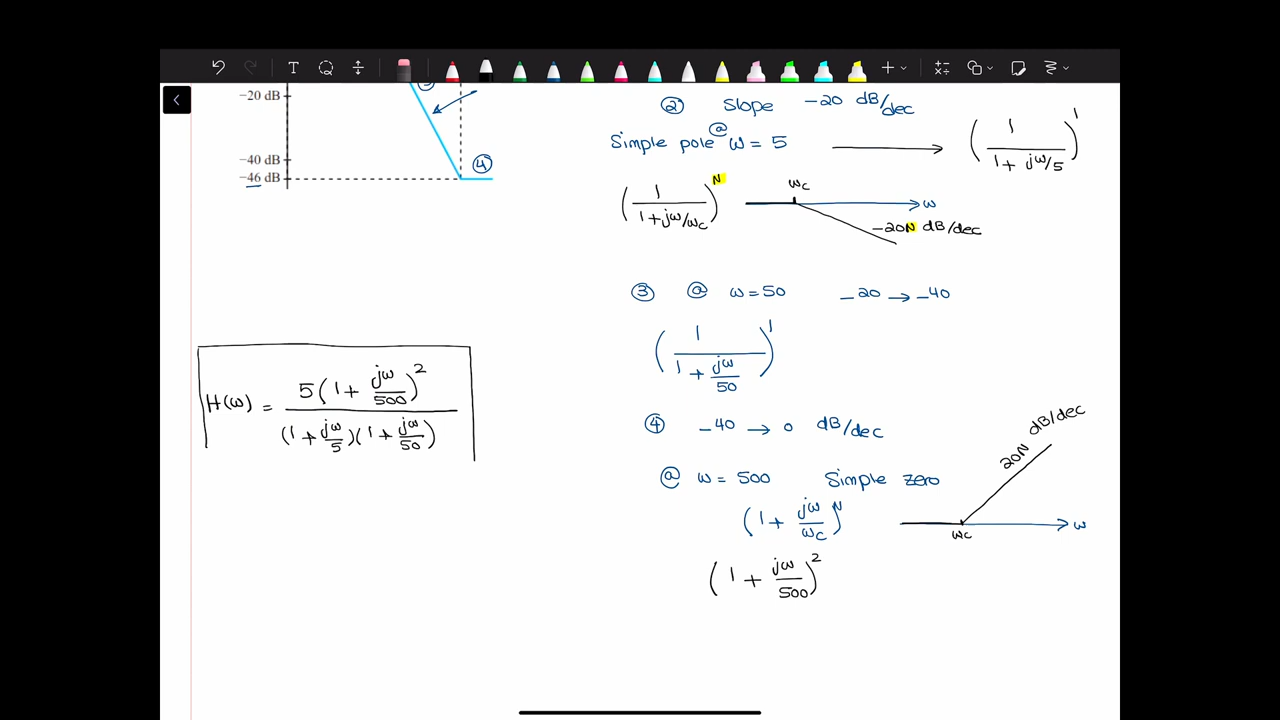 T
−20 dB
−40 dB
−46 dB
④
② Slope −20 dB/dec
Simple pole @ ω = 5 → (1/(1 + jω/5))^1
(1/(1+jω/ωc))^N
ωc
ω
−20N dB/dec
③ @ ω=50 −20 → −40
(1/(1 + jω/50))^1
④ −40 → 0 dB/dec
@ ω = 500 Simple zero
(1 + jω/ωc)^N
20N dB/dec
ωc
ω
(1 + jω/500)^2
H(ω) = 5(1 + jω/500)^2/((1 + jω/5)(1 + jω/50))